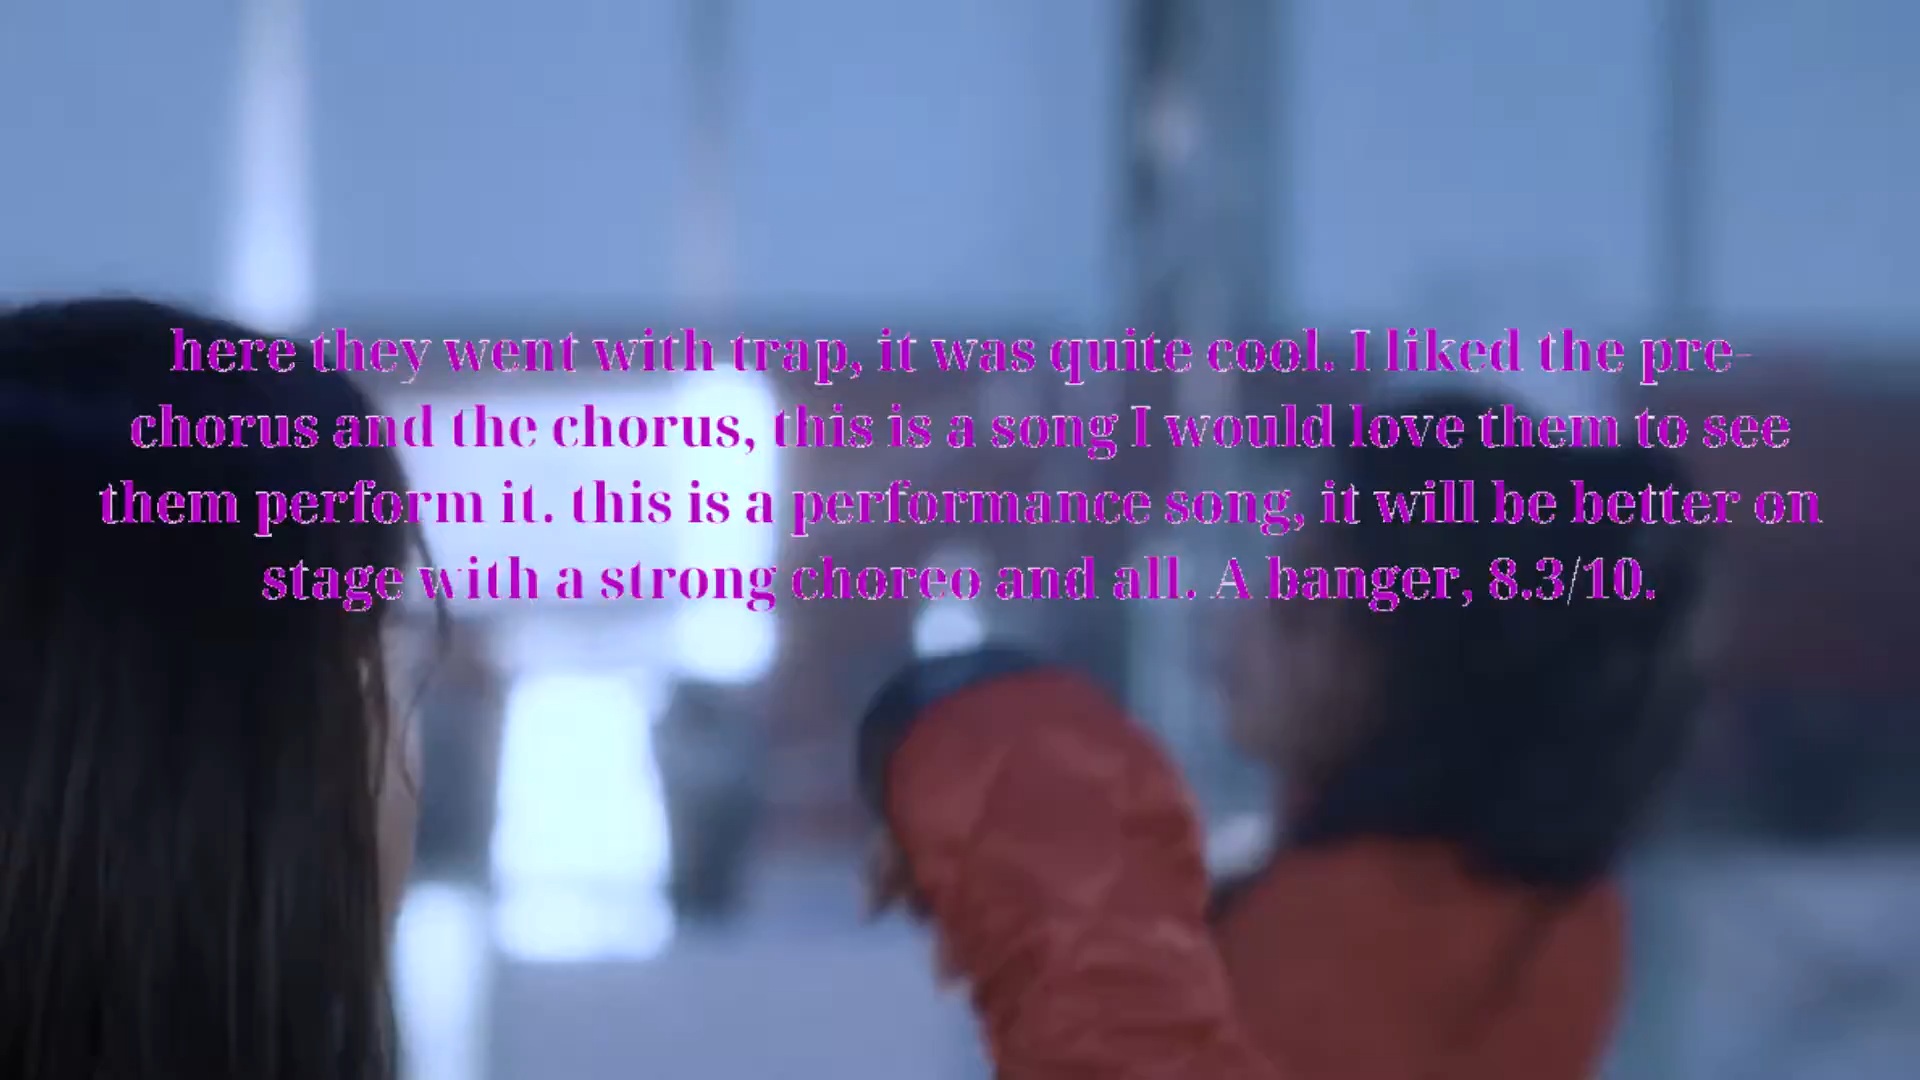 here they went with trap, it was quite cool. I liked the pre-
chorus and the chorus, this is a song I would love them to see
them perform it. this is a performance song, it will be better on
stage with a strong choreo and all. A banger, 8.3/10.